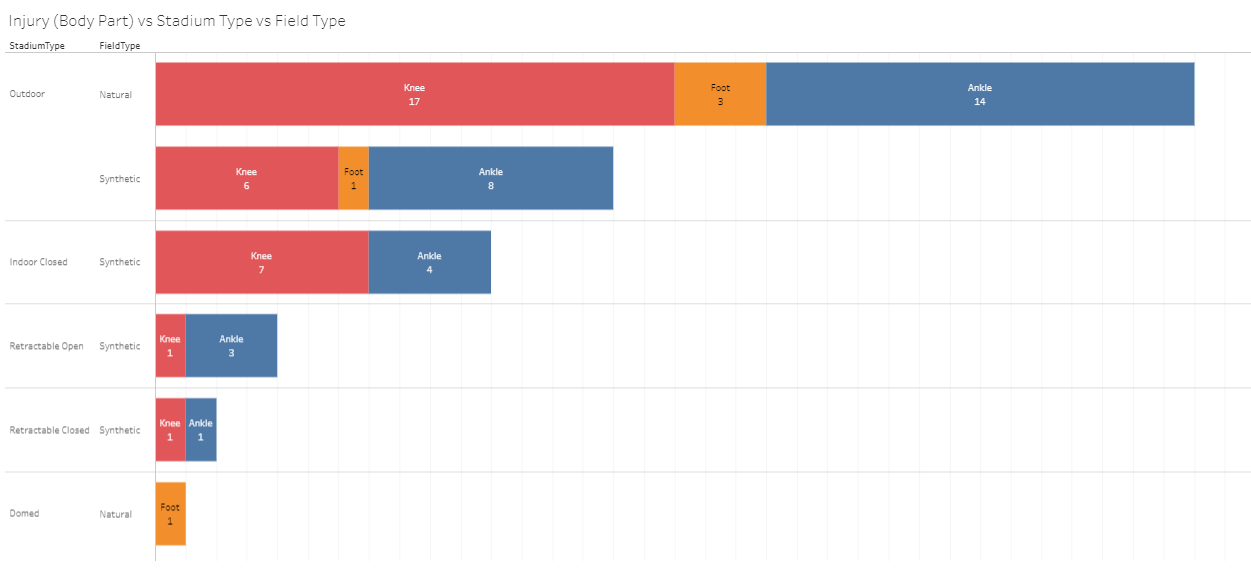 Injury (Body Part) vs Stadium Type vs Field Type
StadiumType FieldType
Outdoor Natural Knee Foot Ankle
17 3 14
Synthetic Knee Foot Ankle
6 1 8
Indoor Closed Synthetic Knee Ankle
7 4
Retractable Open Synthetic Knee Ankle
1 3
Retractable Closed Synthetic Knee Ankle
1 1
Domed Natural Foot
1